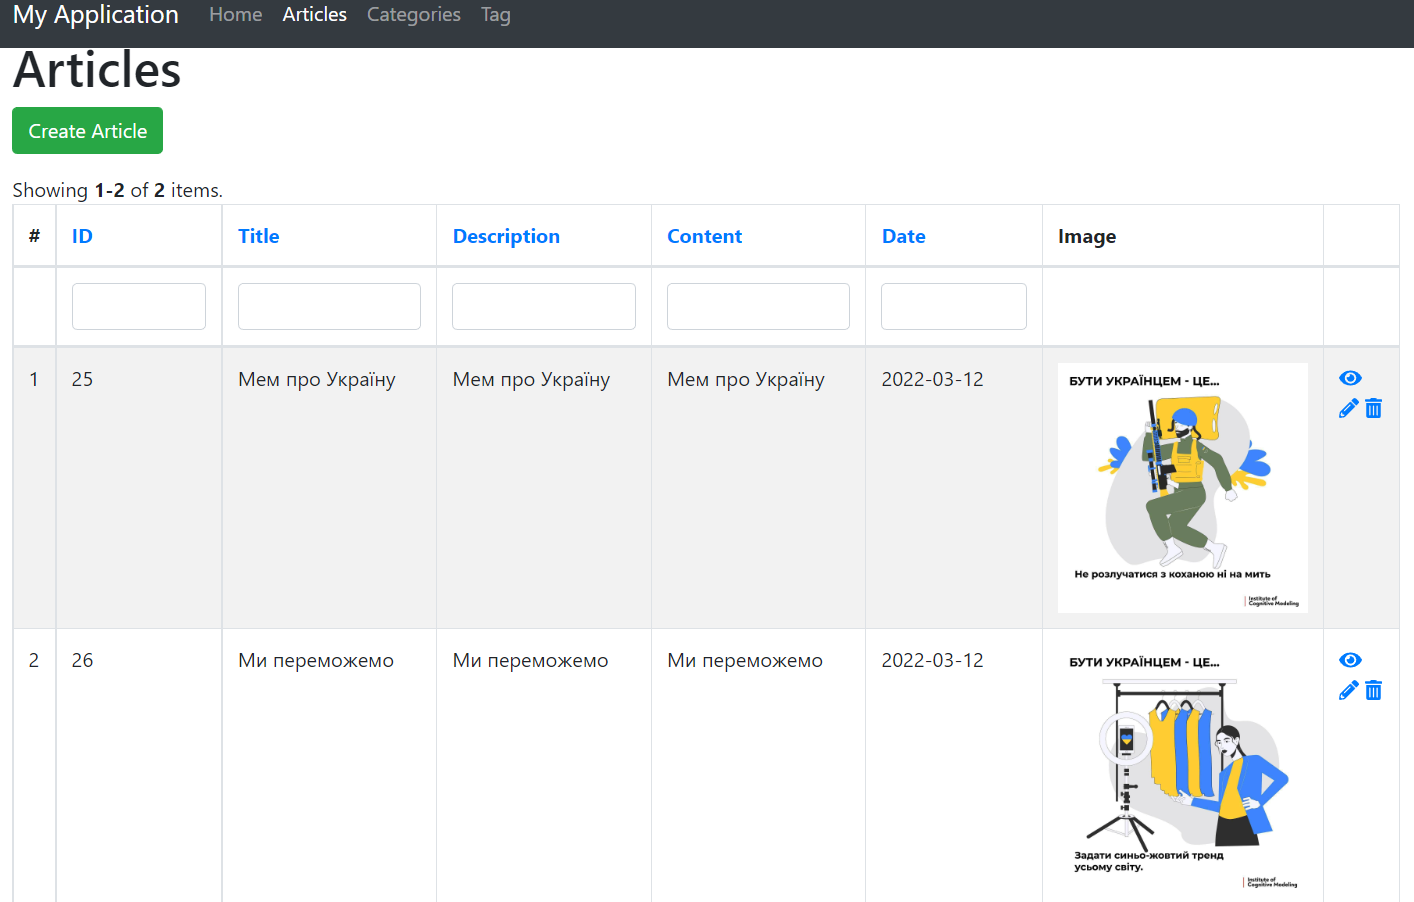 My Application Home Articles Categories Tag
Articles
Create Article
Showing 1-2 of 2 items.
# ID Title Description Content Date Image
1 25 Мем про Україну Мем про Україну Мем про Україну 2022-03-12
БУТИ УКРАЇНЦЕМ - ЦЕ...
Не розлучатися з коханою ні на мить
Institute of
Cognitive Modeling
2 26 Ми переможемо Ми переможемо Ми переможемо 2022-03-12
БУТИ УКРАЇНЦЕМ - ЦЕ...
Задати синьо-жовтий тренд
усьому світу.
Institute of
Cognitive Modeling